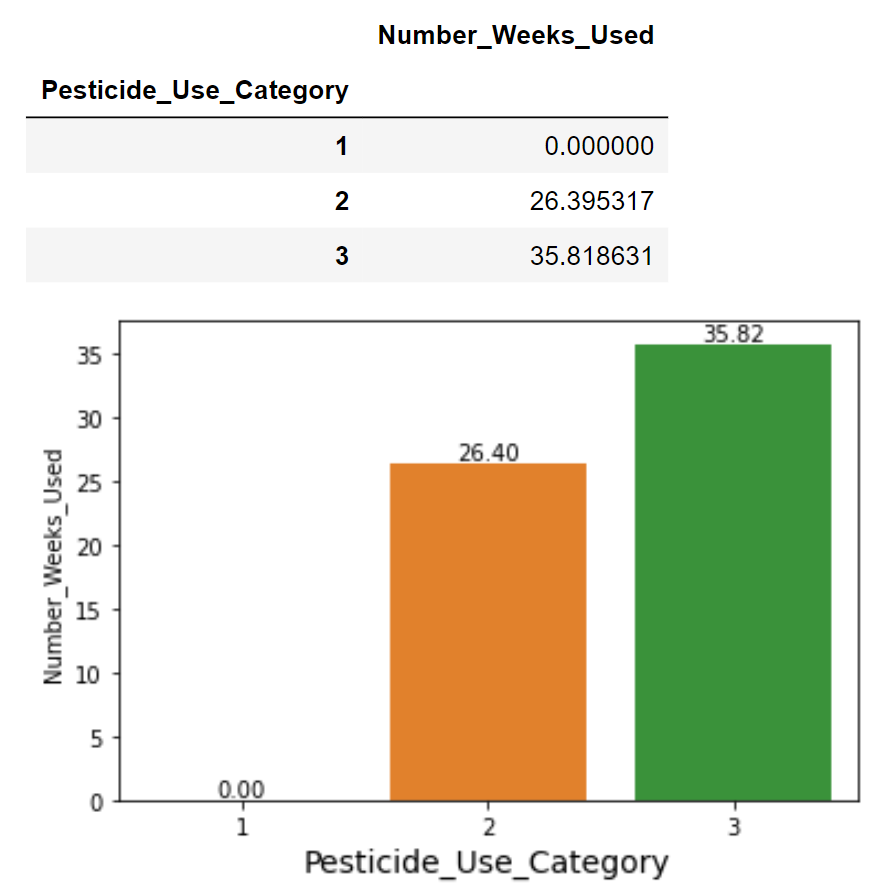 Number_Weeks_Used
Pesticide_Use_Category
1 0.000000
2 26.395317
3 35.818631
35.82
35
30
26.40
25
20
15
10
5
0.00
0
Number_Weeks_Used
1 2 3
Pesticide_Use_Category